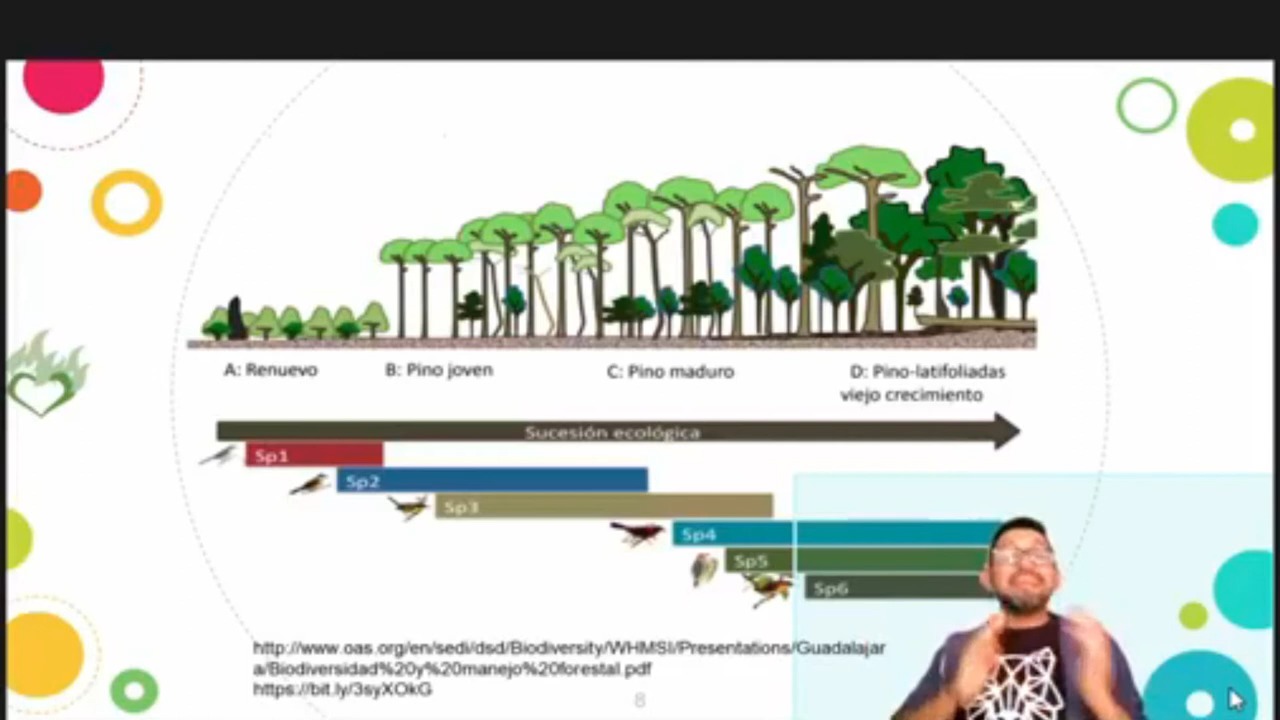 A: Renuevo
B: Pino joven
C: Pino maduro
D: Pino-latifoliadas
viejo crecimiento
Sucesión ecológica
Sp1
Sp2
Sp3
Sp4
Sp5
Sp6
http://www.oas.org/en/sedi/dsd/Biodiversity/WHMSI/Presentations/Guadalajar
a/Biodiversidad%20y%20manejo%20forestal.pdf
https://bit.ly/3syXOkG
8